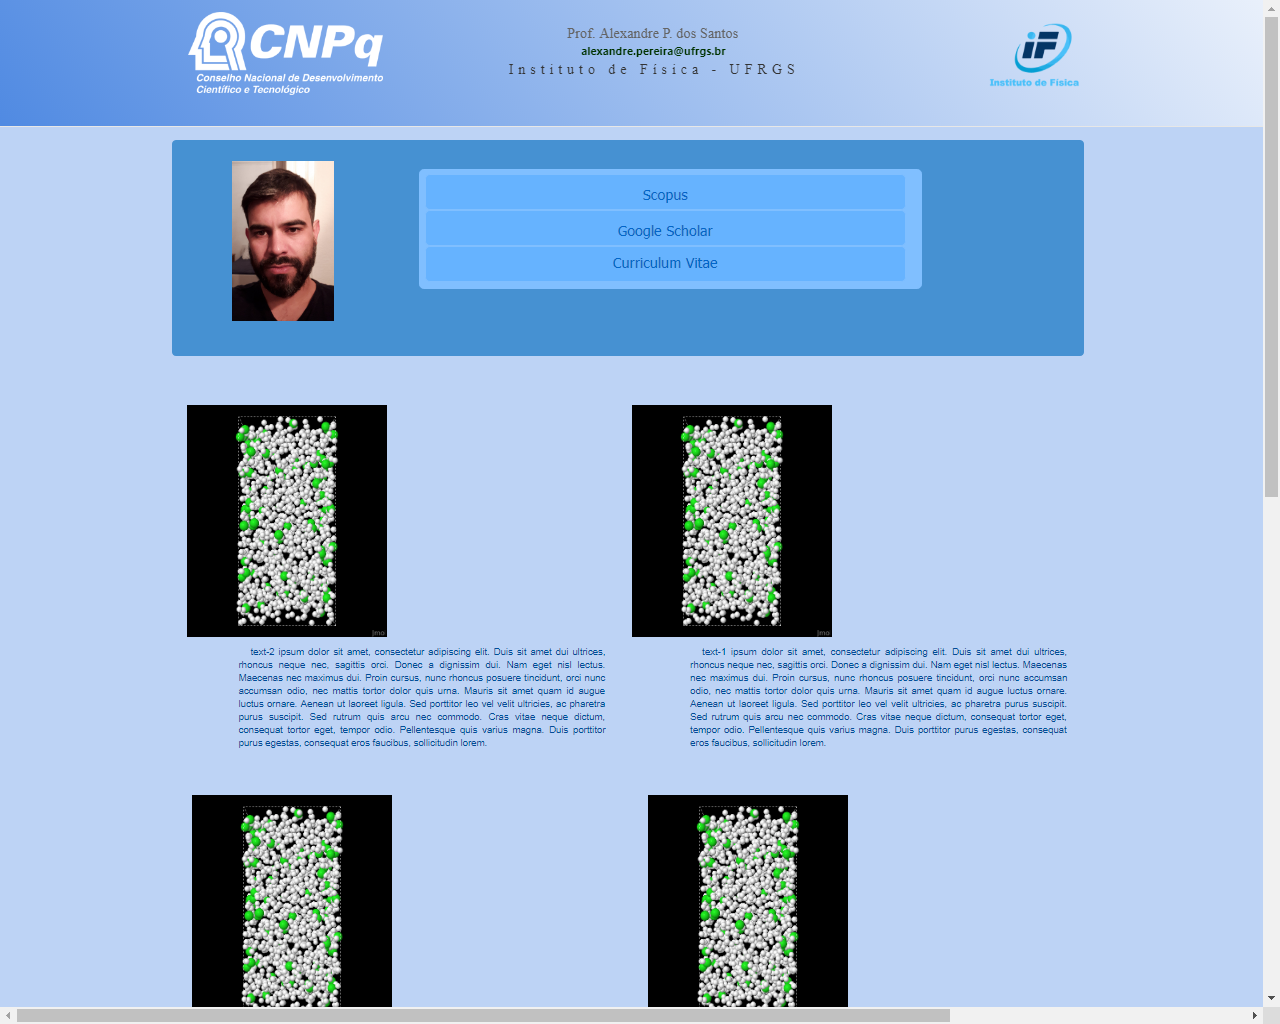 CNPq
Conselho Nacional de Desenvolvimento
Científico e Tecnológico
Prof. Alexandre P. dos Santos
alexandre.pereira@ufrgs.br
Instituto de Física - UFRGS
iF
Instituto de Física
Scopus
Google Scholar
Curriculum Vitae
text-2 ipsum dolor sit amet, consectetur adipiscing elit. Duis sit amet dui ultrices,
rhoncus neque nec, sagittis orci. Donec a dignissim dui. Nam eget nisl lectus.
Maecenas nec maximus dui. Proin cursus, nunc rhoncus posuere tincidunt, orci nunc
accumsan odio, nec mattis tortor dolor quis urna. Mauris sit amet quam id augue
luctus ornare. Aenean ut laoreet ligula. Sed porttitor leo vel velit ultricies, ac pharetra
purus suscipit. Sed rutrum quis arcu nec commodo. Cras vitae neque dictum,
consequat tortor eget, tempor odio. Pellentesque quis varius magna. Duis porttitor
purus egestas, consequat eros faucibus, sollicitudin lorem.
text-1 ipsum dolor sit amet, consectetur adipiscing elit. Duis sit amet dui ultrices,
rhoncus neque nec, sagittis orci. Donec a dignissim dui. Nam eget nisl lectus. Maecenas
nec maximus dui. Proin cursus, nunc rhoncus posuere tincidunt, orci nunc accumsan
odio, nec mattis tortor dolor quis urna. Mauris sit amet quam id augue luctus ornare.
Aenean ut laoreet ligula. Sed porttitor leo vel velit ultricies, ac pharetra purus suscipit.
Sed rutrum quis arcu nec commodo. Cras vitae neque dictum, consequat tortor eget,
tempor odio. Pellentesque quis varius magna. Duis porttitor purus egestas, consequat
eros faucibus, sollicitudin lorem.